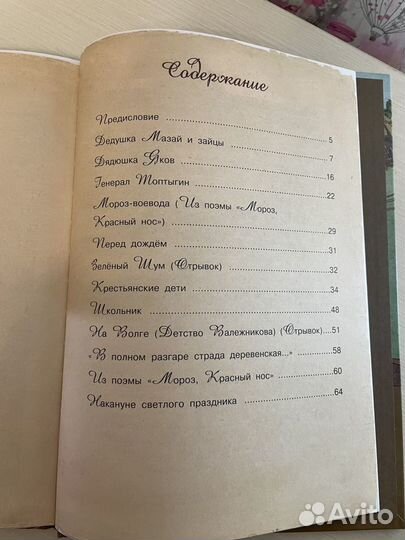 Содержание
Предисловие 5
Дедушка Мазай и зайцы 7
Дядюшка Яков 16
Генерал Топтыгин 22
Мороз-воевода (Из поэмы «Мороз,
Красный нос») 29
Перед дождём 31
Зелёный Шум (Отрывок) 32
Крестьянские дети 34
Школьник 48
На Волге (Детство Валежникова) (Отрывок) 51
«В полном разгаре страда деревенская...» 58
Из поэмы «Мороз, Красный нос» 60
Накануне светлого праздника 64
Avito